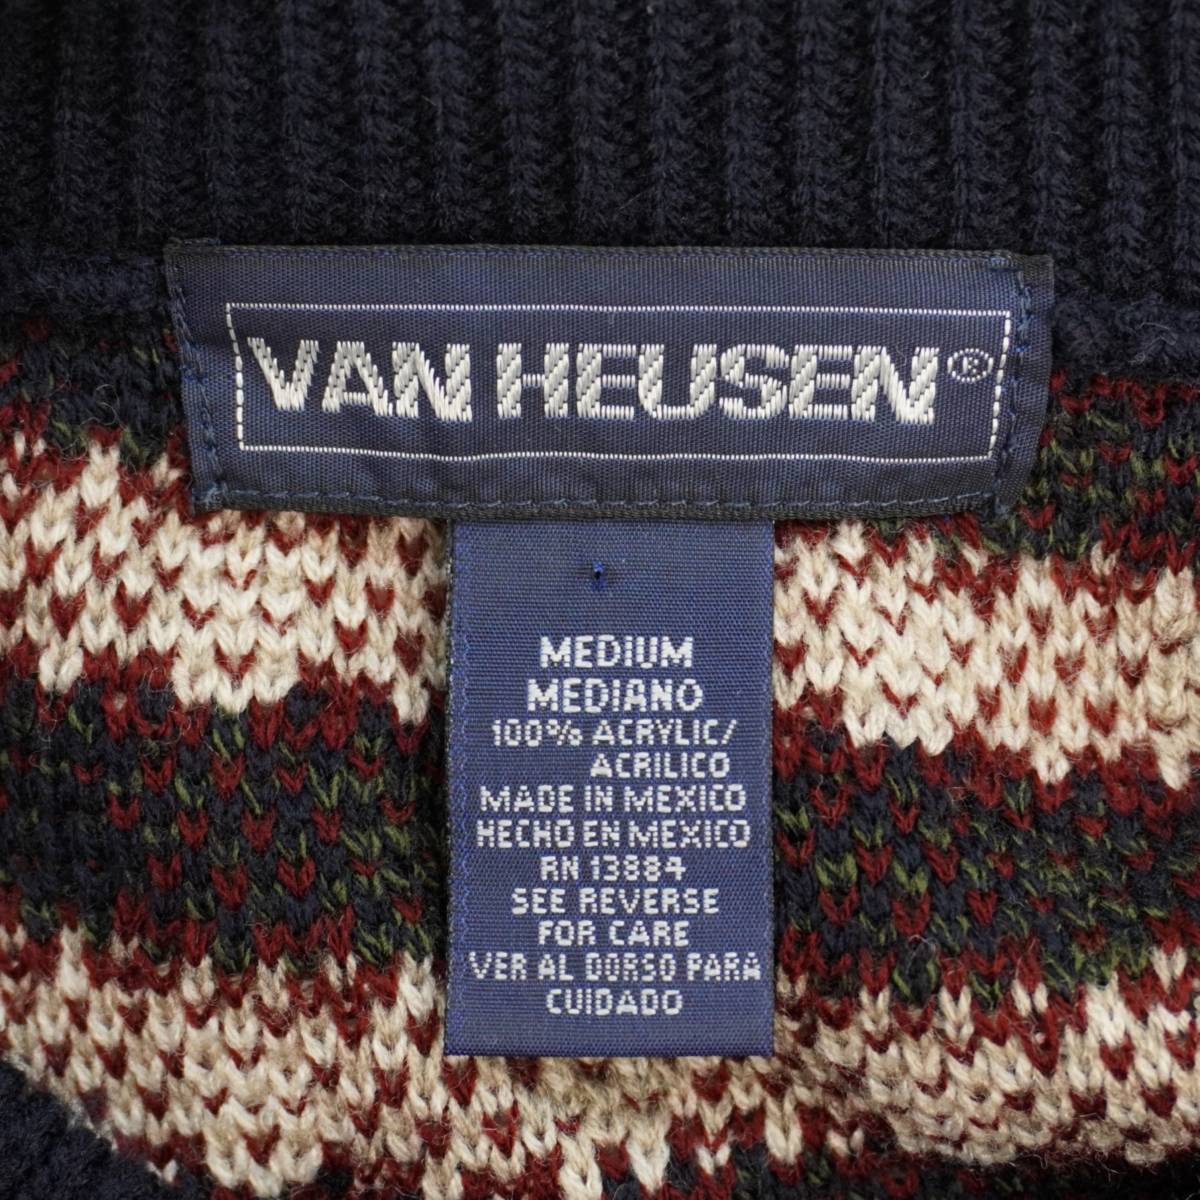 VAN HEUSEN®
MEDIUM
MEDIANO
100% ACRYLIC/
ACRILICO
MADE IN MEXICO
HECHO EN MEXICO
RN 13884
SEE REVERSE
FOR CARE
VER AL DORSO PARA
CUIDADO